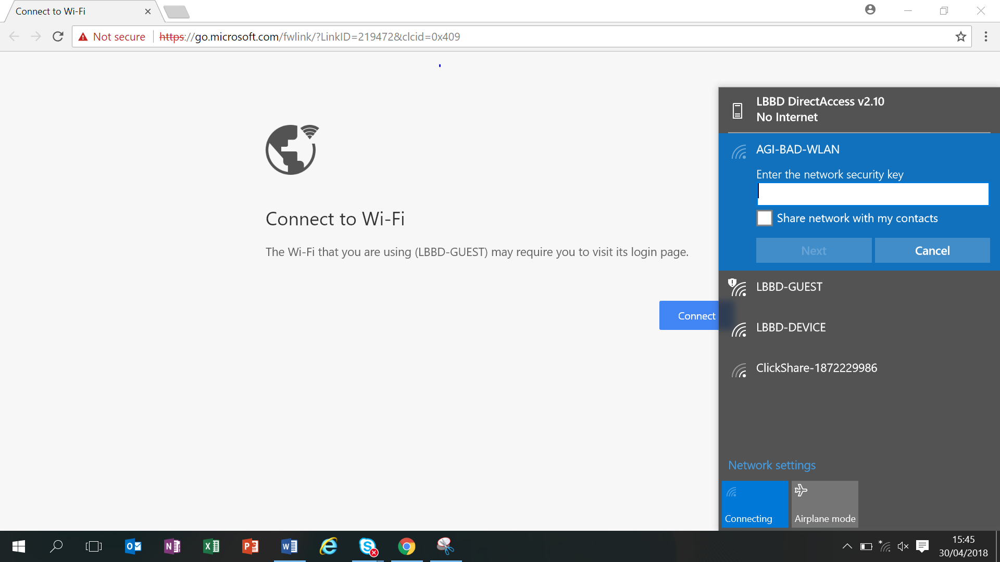 Connect to Wi-Fi
Not secure
https://go.microsoft.com/fwlink/?LinkID=219472&clcid=0x409
Connect to Wi-Fi
The Wi-Fi that you are using (LBBD-GUEST) may require you to visit its login page.
Connect
LBBD DirectAccess v2.10
No Internet
AGI-BAD-WLAN
Enter the network security key
Share network with my contacts
Next
Cancel
LBBD-GUEST
LBBD-DEVICE
ClickShare-1872229986
Network settings
Connecting
Airplane mode
15:45
30/04/2018